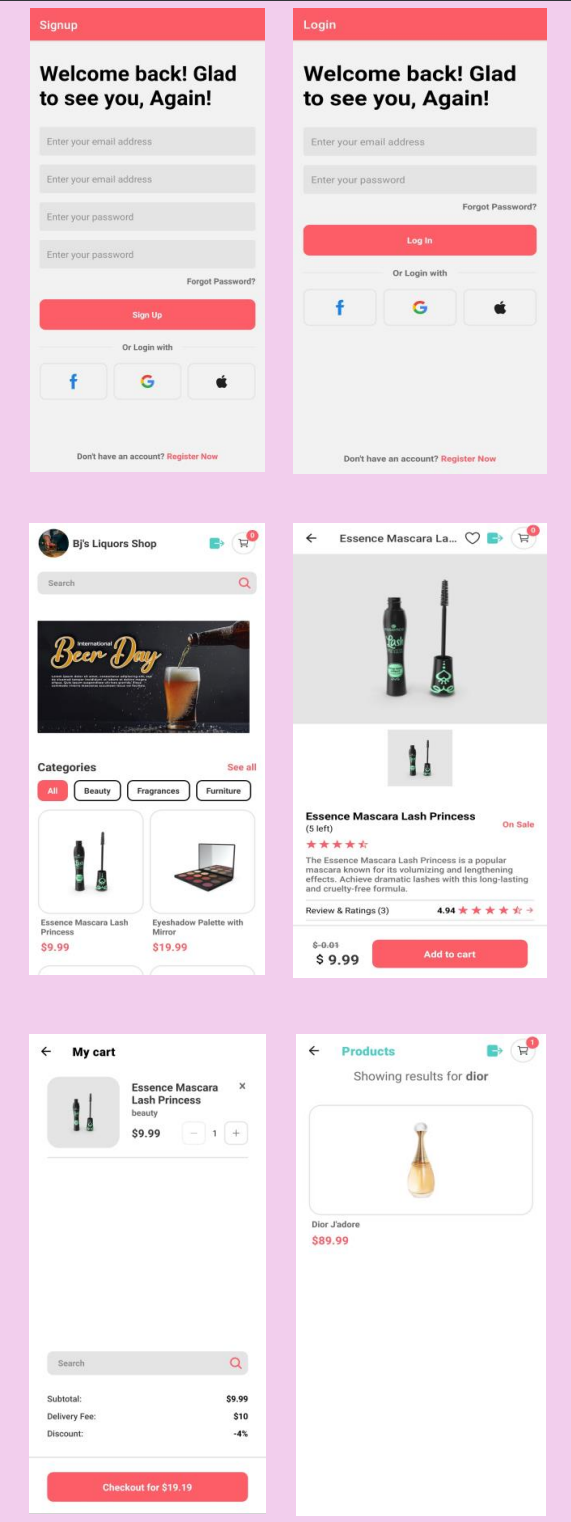 Signup
Welcome back! Glad
to see you, Again!
Enter your email address
Enter your email address
Enter your password
Enter your password
Forgot Password?
Sign Up
Or Login with
Don't have an account? Register Now
Login
Welcome back! Glad
to see you, Again!
Enter your email address
Enter your password
Forgot Password?
Log In
Or Login with
Don't have an account? Register Now
Bj's Liquors Shop
0
Search
International
Beer Day
Categories
See all
All
Beauty
Fragrances
Furniture
Essence Mascara Lash
Princess
$9.99
Eyeshadow Palette with
Mirror
$19.99
Essence Mascara La...
0
Lash
Essence Mascara Lash Princess
(5 left)
On Sale
The Essence Mascara Lash Princess is a popular
mascara known for its volumizing and lengthening
effects. Achieve dramatic lashes with this long-lasting
and cruelty-free formula.
Review & Ratings (3)
4.94
$-0.01
$ 9.99
Add to cart
My cart
Essence Mascara
Lash Princess
beauty
$9.99
1
Search
Subtotal: $9.99
Delivery Fee: $10
Discount: -4%
Checkout for $19.19
Products
1
Showing results for dior
Dior J'adore
$89.99